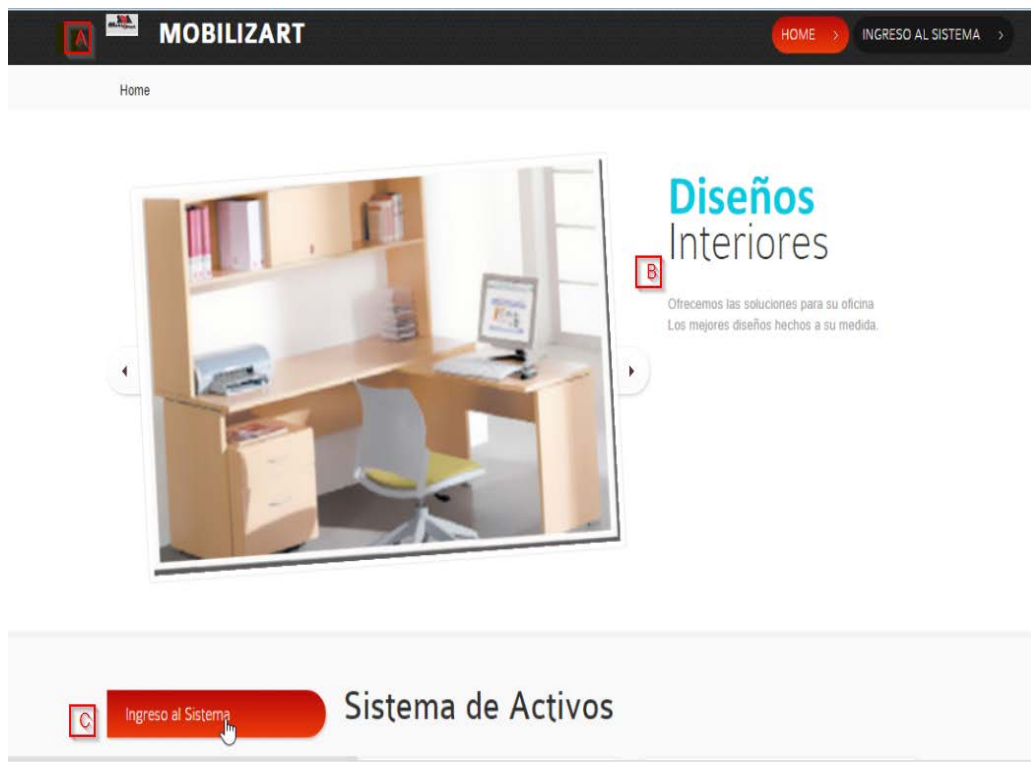 A
MOBILIZART
HOME
INGRESO AL SISTEMA
Home
Diseños
Interiores
B
Ofrecemos las soluciones para su oficina
Los mejores diseños hechos a su medida.
C
Ingreso al Sistema
Sistema de Activos